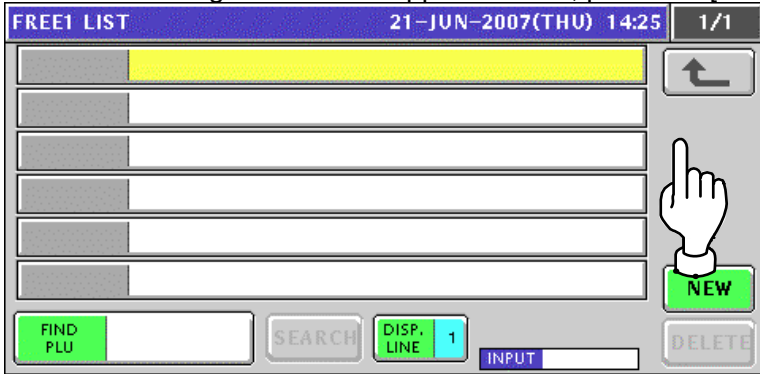 FREE1 LIST 21-JUN-2007(THU) 14:25 1/1
NEW
FIND
PLU
SEARCH
DISP.
LINE
1
INPUT
DELETE